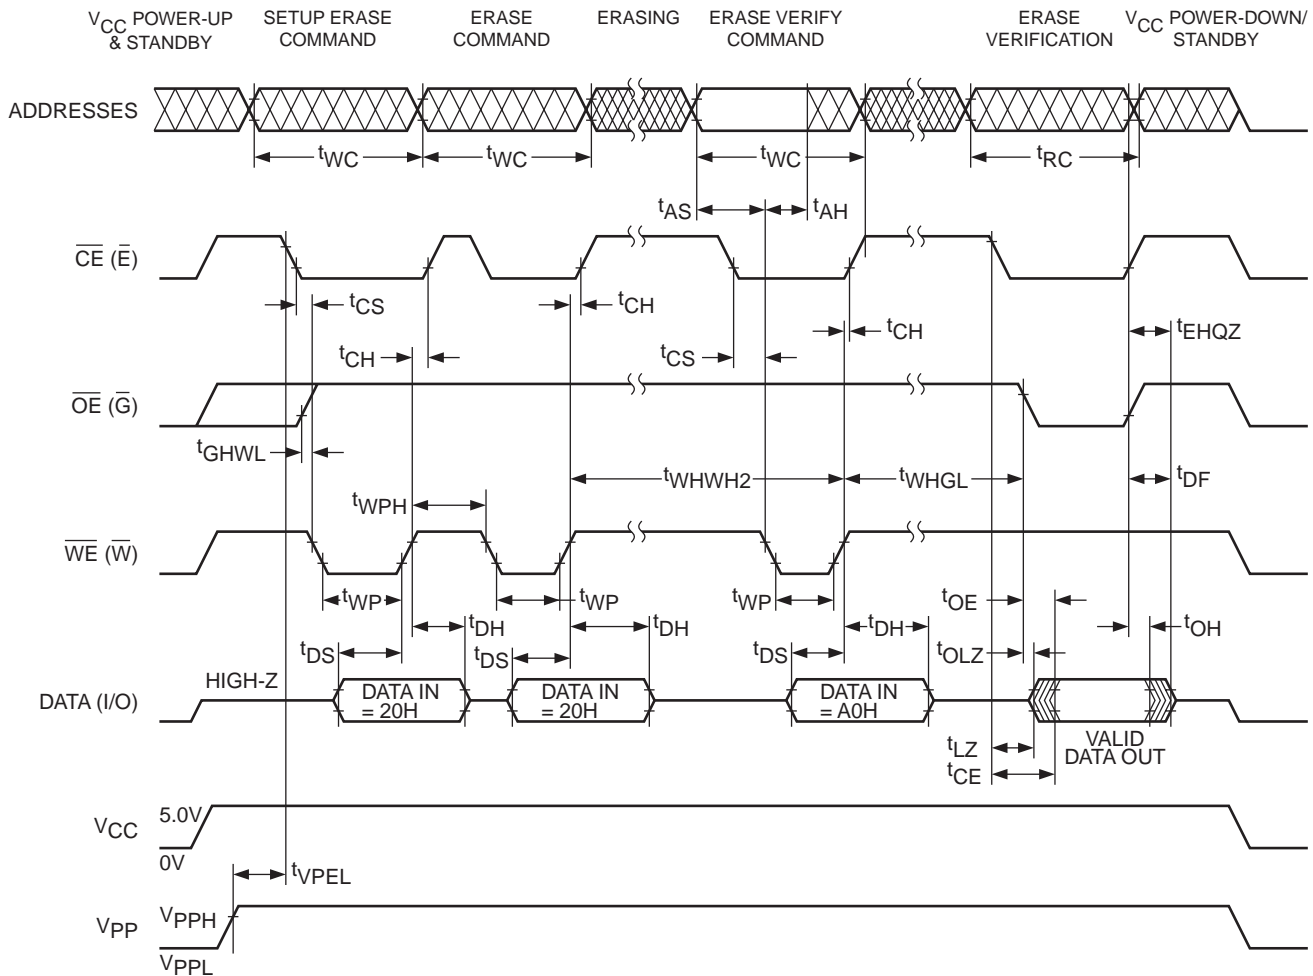 VCC POWER-UP
& STANDBY
SETUP ERASE
COMMAND
ERASE
COMMAND
ERASING
ERASE VERIFY
COMMAND
ERASE
VERIFICATION
VCC POWER-DOWN/
STANDBY
ADDRESSES
tWC
tWC
tWC
tRC
tAS
tAH
CE (E)
tCS
tCH
tCH
tCS
tCH
tEHQZ
OE (G)
tGHWL
tWHWH2
tWHGL
tDF
tWPH
WE (W)
tWP
tWP
tWP
tOE
tDH
tDH
tDH
tOH
tDS
tDS
tDS
tOLZ
DATA (I/O)
HIGH-Z
DATA IN
= 20H
DATA IN
= 20H
DATA IN
= A0H
VALID
DATA OUT
tLZ
tCE
VCC
5.0V
0V
tVPEL
VPP
VPPH
VPPL